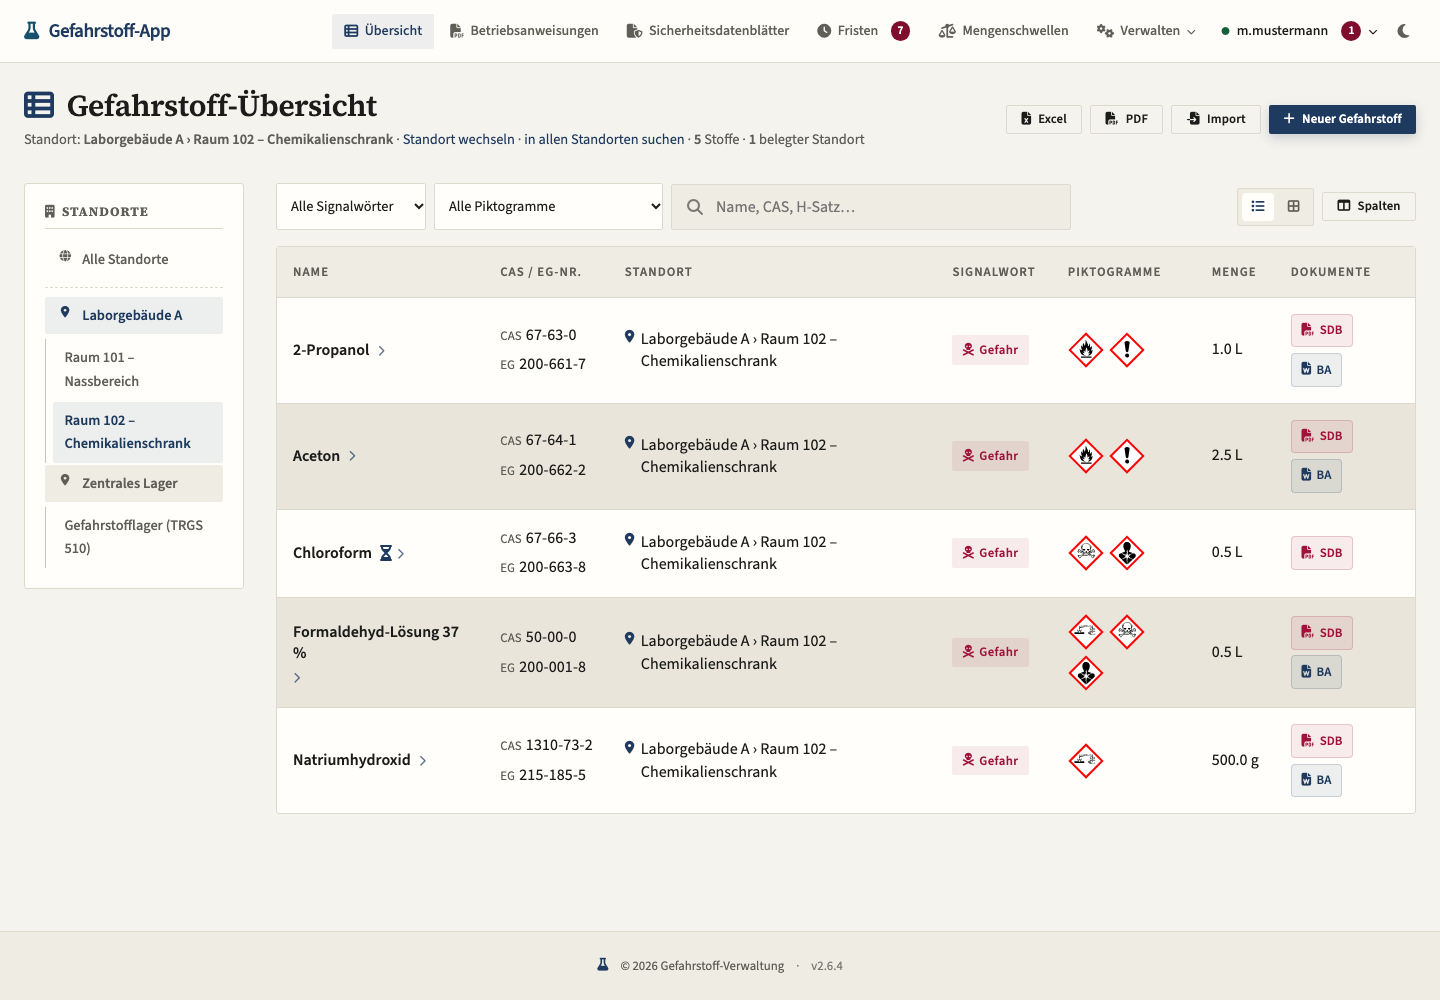 Gefahrstoff-App
Übersicht
Betriebsanweisungen
Sicherheitsdatenblätter
Fristen 7
Mengenschwellen
Verwalten
m.mustermann 1
Gefahrstoff-Übersicht
Standort: Laborgebäude A › Raum 102 – Chemikalienschrank · Standort wechseln · in allen Standorten suchen · 5 Stoffe · 1 belegter Standort
Excel
PDF
Import
Neuer Gefahrstoff
STANDORTE
Alle Standorte
Laborgebäude A
Raum 101 –
Nassbereich
Raum 102 –
Chemikalienschrank
Zentrales Lager
Gefahrstofflager (TRGS
510)
Alle Signalwörter
Alle Piktogramme
Name, CAS, H-Satz…
Spalten
NAME CAS / EG-NR. STANDORT SIGNALWORT PIKTOGRAMME MENGE DOKUMENTE
2-Propanol
CAS 67-63-0
EG 200-661-7
Laborgebäude A › Raum 102 –
Chemikalienschrank
Gefahr
1.0 L
SDB
BA
Aceton
CAS 67-64-1
EG 200-662-2
Laborgebäude A › Raum 102 –
Chemikalienschrank
Gefahr
2.5 L
SDB
BA
Chloroform
CAS 67-66-3
EG 200-663-8
Laborgebäude A › Raum 102 –
Chemikalienschrank
Gefahr
0.5 L
SDB
Formaldehyd-Lösung 37
%
CAS 50-00-0
EG 200-001-8
Laborgebäude A › Raum 102 –
Chemikalienschrank
Gefahr
0.5 L
SDB
BA
Natriumhydroxid
CAS 1310-73-2
EG 215-185-5
Laborgebäude A › Raum 102 –
Chemikalienschrank
Gefahr
500.0 g
SDB
BA
© 2026 Gefahrstoff-Verwaltung · v2.6.4